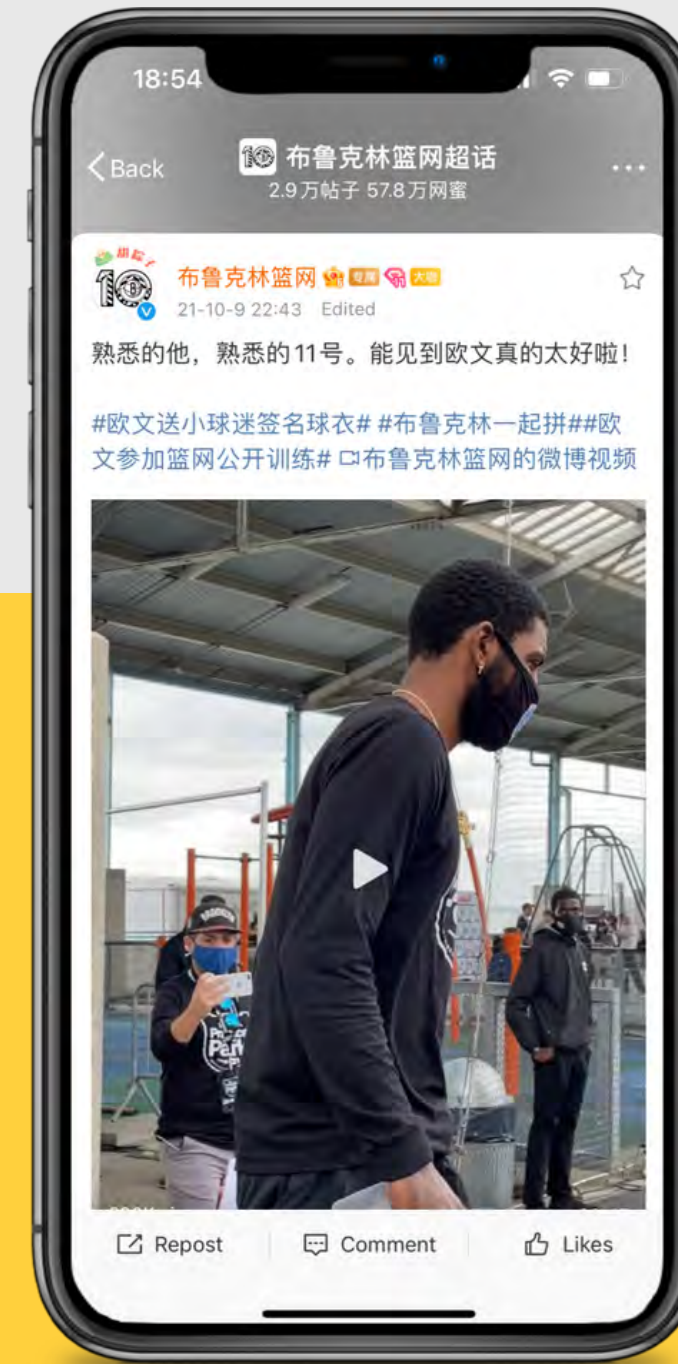 18:54
Back
布鲁克林篮网超话
2.9万帖子 57.8万网蜜
布鲁克林篮网
21-10-9 22:43 Edited
熟悉的他，熟悉的11号。能见到欧文真的太好啦！
#欧文送小球迷签名球衣# #布鲁克林一起拼##欧
文参加篮网公开训练# 布鲁克林篮网的微博视频
BROOKLYN
Repost
Comment
Likes